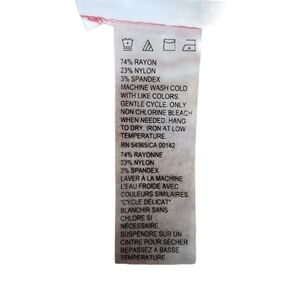 74% RAYON
23% NYLON
3% SPANDEX
MACHINE WASH COLD
WITH LIKE COLORS
GENTLE CYCLE. ONLY
NON CHLORINE BLEACH
WHEN NEEDED. HANG
TO DRY. IRON AT LOW
TEMPERATURE.
RN 54365/CA 00142
74% RAYONNE
23% NYLON
3% SPANDEX
LAVER À LA MACHINE
L'EAU FROIDE AVEC
COULEURS SIMILAIRES
"CYCLE DÉLICAT"
BLANCHIR SANS
CHLORE SI
NÉCESSAIRE.
SUSPENDRE SUR UN
CINTRE POUR SÉCHER
REPASSEZ À BASSE
TEMPÉRATURE